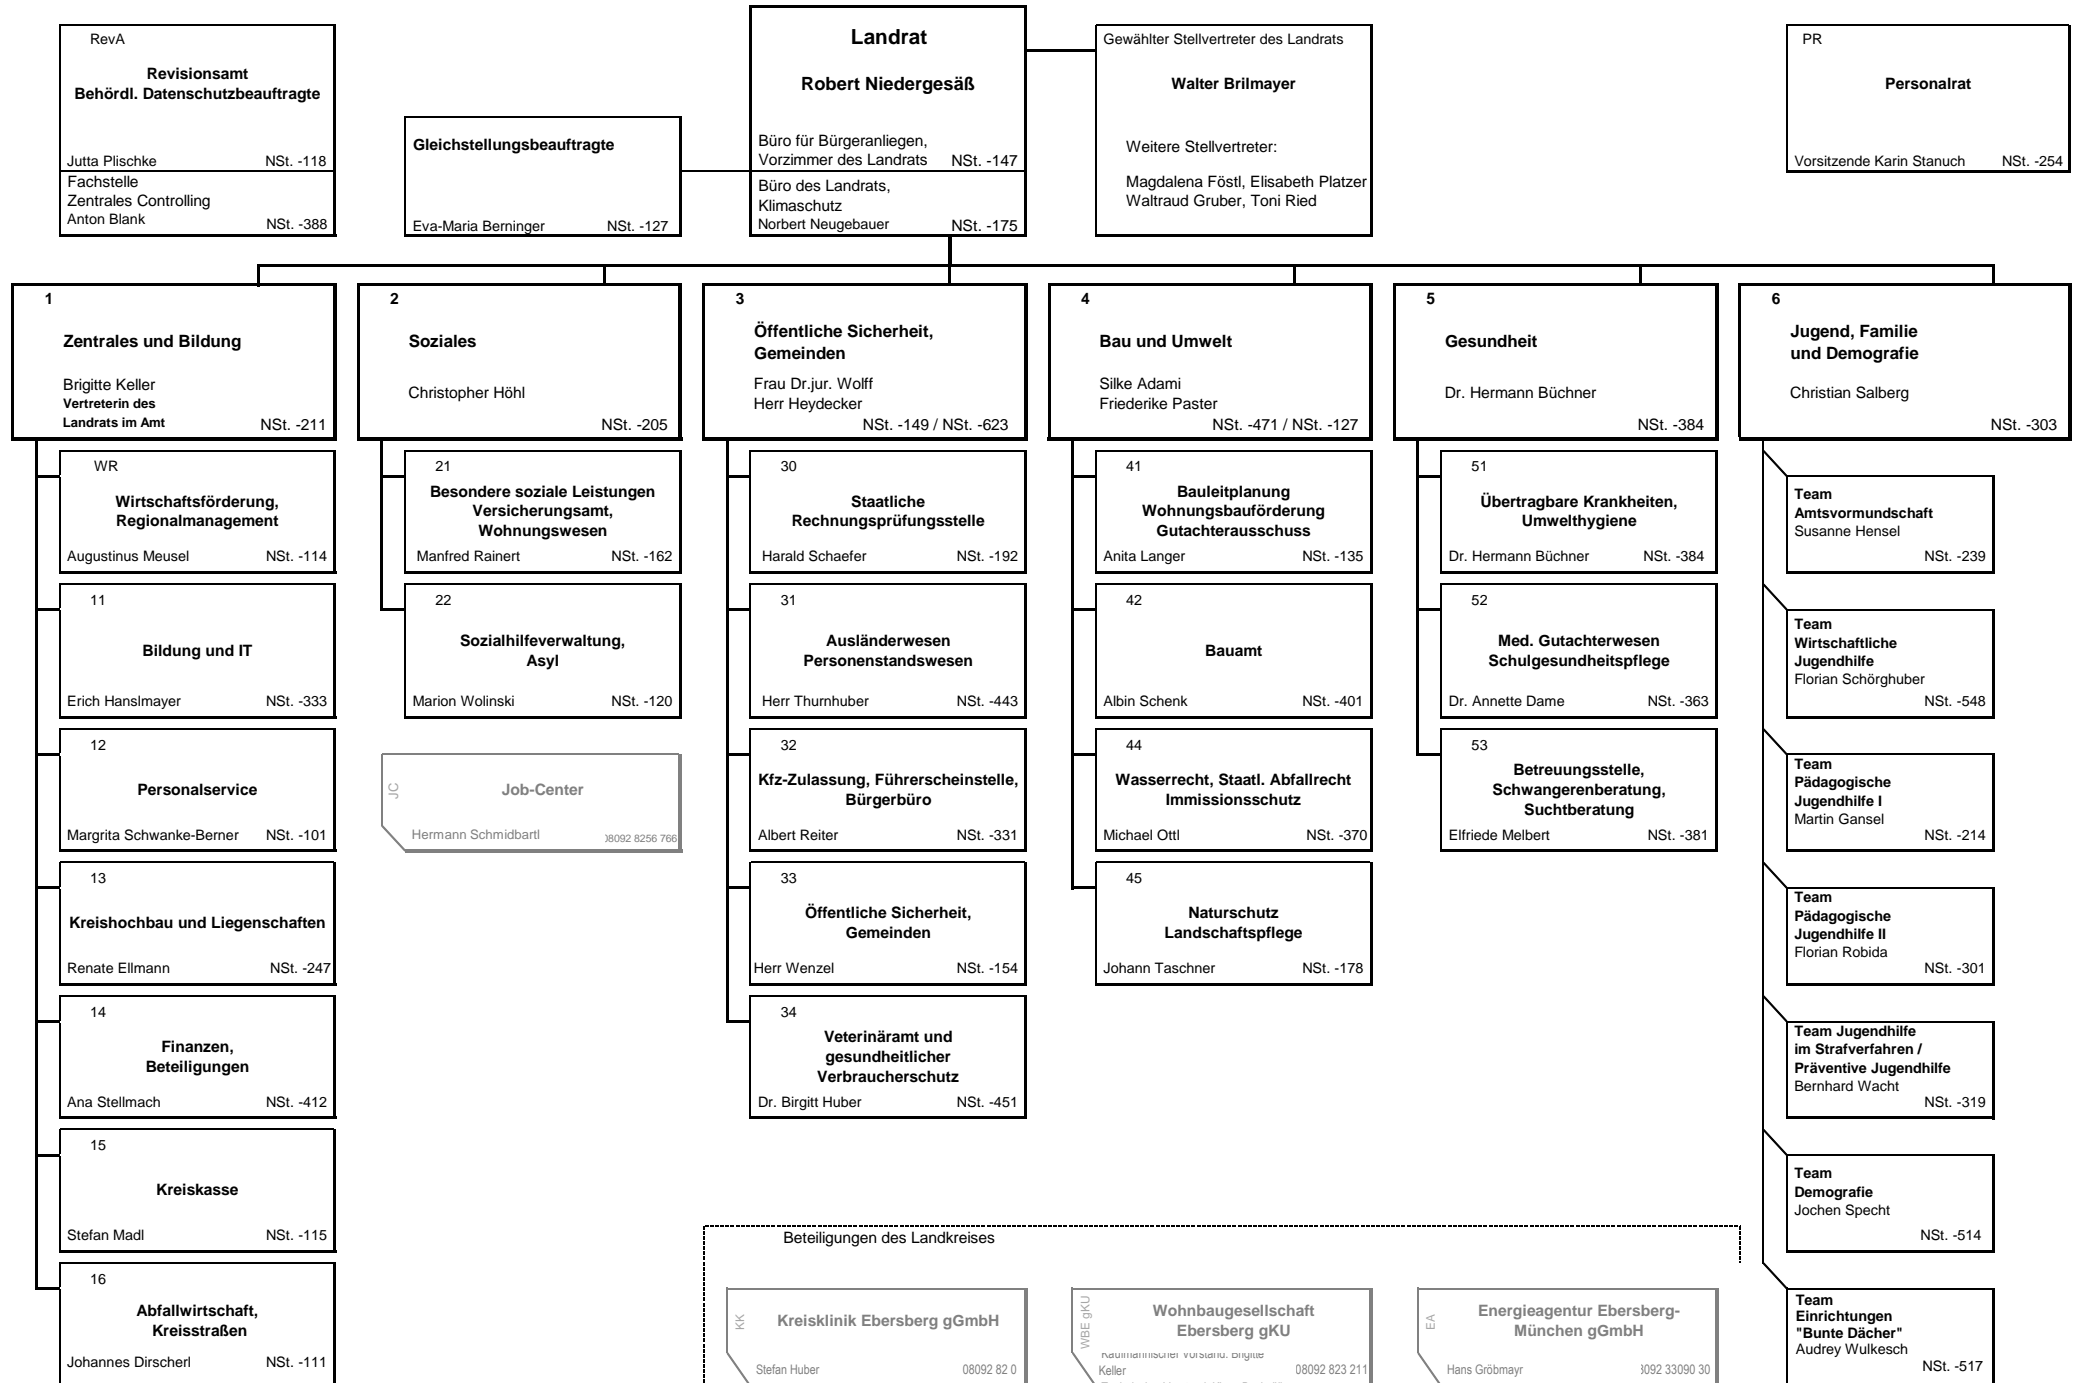 RevA
Revisionsamt
Behördl. Datenschutzbeauftragte
Jutta Plischke NSt. -118
Fachstelle
Zentrales Controlling
Anton Blank NSt. -388
Gleichstellungsbeauftragte
Eva-Maria Berninger NSt. -127
Landrat
Robert Niedergesäß
Büro für Bürgeranliegen,
Vorzimmer des Landrats NSt. -147
Büro des Landrats,
Klimaschutz
Norbert Neugebauer NSt. -175
Gewählter Stellvertreter des Landrats
Walter Brilmayer
Weitere Stellvertreter:
Magdalena Föstl, Elisabeth Platzer
Waltraud Gruber, Toni Ried
PR
Personalrat
Vorsitzende Karin Stanuch NSt. -254
1
Zentrales und Bildung
Brigitte Keller
Vertreterin des
Landrats im Amt NSt. -211
WR
Wirtschaftsförderung,
Regionalmanagement
Augustinus Meusel NSt. -114
11
Bildung und IT
Erich Hanslmayer NSt. -333
12
Personalservice
Margrita Schwanke-Berner NSt. -101
13
Kreishochbau und Liegenschaften
Renate Ellmann NSt. -247
14
Finanzen,
Beteiligungen
Ana Stellmach NSt. -412
15
Kreiskasse
Stefan Madl NSt. -115
16
Abfallwirtschaft,
Kreisstraßen
Johannes Dirscherl NSt. -111
2
Soziales
Christopher Höhl
NSt. -205
21
Besondere soziale Leistungen
Versicherungsamt,
Wohnungswesen
Manfred Rainert NSt. -162
22
Sozialhilfeverwaltung,
Asyl
Marion Wolinski NSt. -120
JC
Job-Center
Hermann Schmidbartl 08092 8256 766
3
Öffentliche Sicherheit,
Gemeinden
Frau Dr.jur. Wolff
Herr Heydecker
NSt. -149 / NSt. -623
30
Staatliche
Rechnungsprüfungsstelle
Harald Schaefer NSt. -192
31
Ausländerwesen
Personenstandswesen
Herr Thurnhuber NSt. -443
32
Kfz-Zulassung, Führerscheinstelle,
Bürgerbüro
Albert Reiter NSt. -331
33
Öffentliche Sicherheit,
Gemeinden
Herr Wenzel NSt. -154
34
Veterinäramt und
gesundheitlicher
Verbraucherschutz
Dr. Birgitt Huber NSt. -451
4
Bau und Umwelt
Silke Adami
Friederike Paster
NSt. -471 / NSt. -127
41
Bauleitplanung
Wohnungsbauförderung
Gutachterausschuss
Anita Langer NSt. -135
42
Bauamt
Albin Schenk NSt. -401
44
Wasserrecht, Staatl. Abfallrecht
Immissionsschutz
Michael Ottl NSt. -370
45
Naturschutz
Landschaftspflege
Johann Taschner NSt. -178
5
Gesundheit
Dr. Hermann Büchner
NSt. -384
51
Übertragbare Krankheiten,
Umwelthygiene
Dr. Hermann Büchner NSt. -384
52
Med. Gutachterwesen
Schulgesundheitspflege
Dr. Annette Dame NSt. -363
53
Betreuungsstelle,
Schwangerenberatung,
Suchtberatung
Elfriede Melbert NSt. -381
6
Jugend, Familie
und Demografie
Christian Salberg
NSt. -303
Team
Amtsvormundschaft
Susanne Hensel
NSt. -239
Team
Wirtschaftliche
Jugendhilfe
Florian Schörghuber
NSt. -548
Team
Pädagogische
Jugendhilfe I
Martin Gansel
NSt. -214
Team
Pädagogische
Jugendhilfe II
Florian Robida
NSt. -301
Team Jugendhilfe
im Strafverfahren /
Präventive Jugendhilfe
Bernhard Wacht
NSt. -319
Team
Demografie
Jochen Specht
NSt. -514
Team
Einrichtungen
"Bunte Dächer"
Audrey Wulkesch
NSt. -517
Beteiligungen des Landkreises
KK
Kreisklinik Ebersberg gGmbH
Stefan Huber 08092 82 0
WBE gKU
Wohnbaugesellschaft
Ebersberg gKU
Kaufmännischer Vorstand: Brigitte
Keller 08092 823 211
EA
Energieagentur Ebersberg-
München gGmbH
Hans Gröbmayr 3092 33090 30